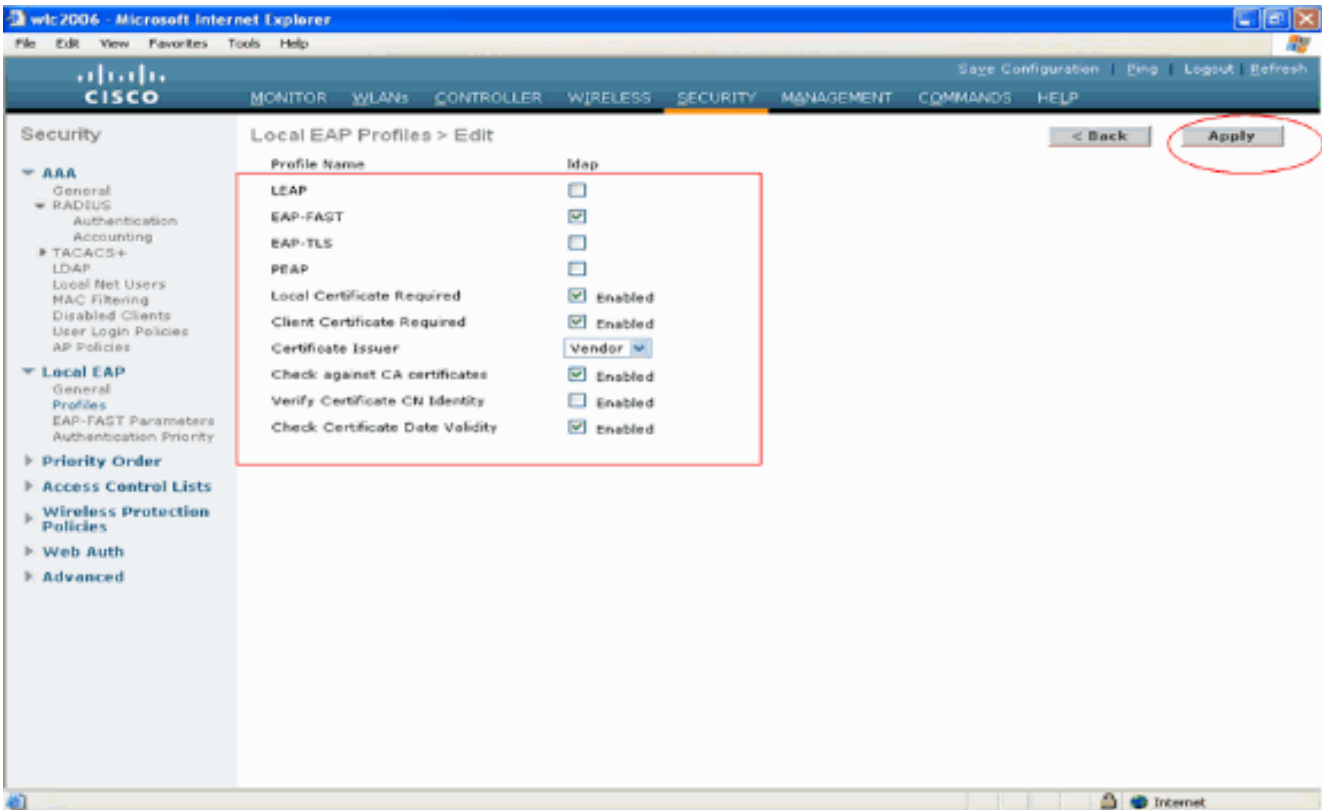 wlc2006 - Microsoft Internet Explorer
File Edit View Favorites Tools Help
Save Configuration | Ping | Logout | Refresh
CISCO
MONITOR WLANs CONTROLLER WIRELESS SECURITY MANAGEMENT COMMANDS HELP
Security
AAA
General
RADIUS
Authentication
Accounting
TACACS+
LDAP
Local Net Users
MAC Filtering
Disabled Clients
User Login Policies
AP Policies
Local EAP
General
Profiles
EAP-FAST Parameters
Authentication Priority
Priority Order
Access Control Lists
Wireless Protection
Policies
Web Auth
Advanced
Local EAP Profiles > Edit
< Back Apply
Profile Name ldap
LEAP
EAP-FAST
EAP-TLS
PEAP
Local Certificate Required Enabled
Client Certificate Required Enabled
Certificate Issuer Vendor
Check against CA certificates Enabled
Verify Certificate CN Identity Enabled
Check Certificate Date Validity Enabled
Internet